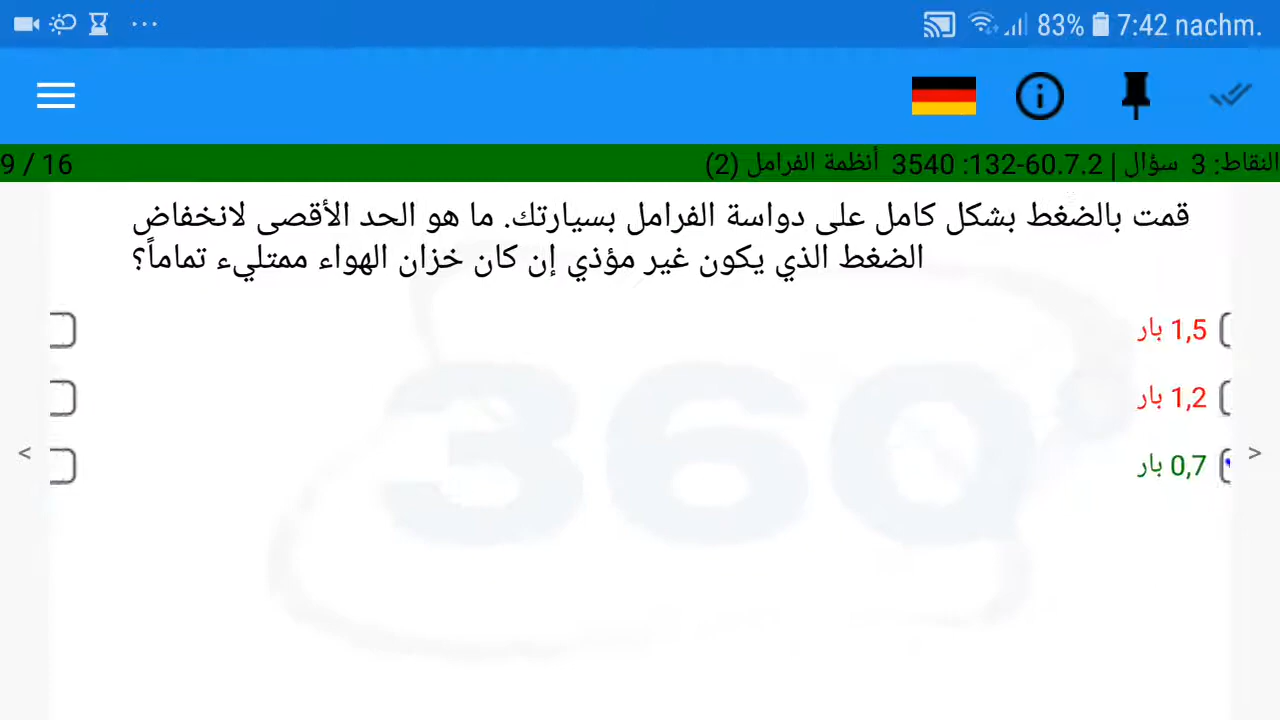 83% 7:42 nachm.
9 / 16
النقاط: 3 سؤال | 2.7.60-132: 3540 أنظمة الفرامل (2)
قمت بالضغط بشكل كامل على دواسة الفرامل بسيارتك. ما هو الحد الأقصى لانخفاض
الضغط الذي يكون غير مؤذي إن كان خزان الهواء ممتليء تماماً؟
1,5 بار
1,2 بار
0,7 بار
< >
360